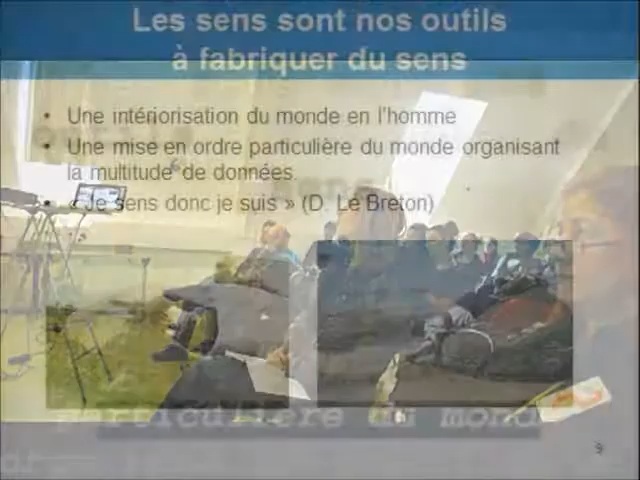 Les sens sont nos outils
à fabriquer du sens
• Une intériorisation du monde en l'homme
• Une mise en ordre particulière du monde organisant
la multitude de données.
« Je sens donc je suis » (D. Le Breton)
particulière du mond
9